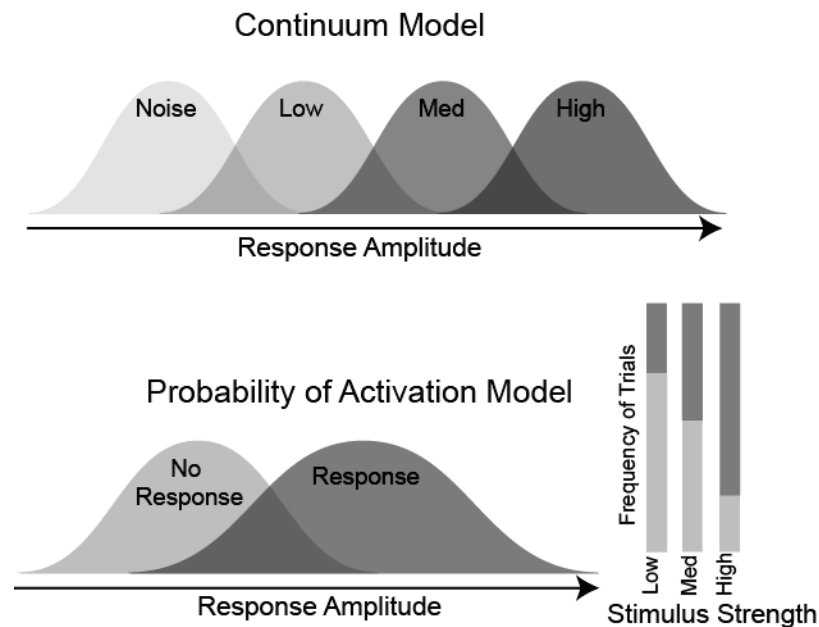 Continuum Model
Noise
Low
Med
High
Response Amplitude
Probability of Activation Model
No
Response
Response
Response Amplitude
Frequency of Trials
Low
Med
High
Stimulus Strength